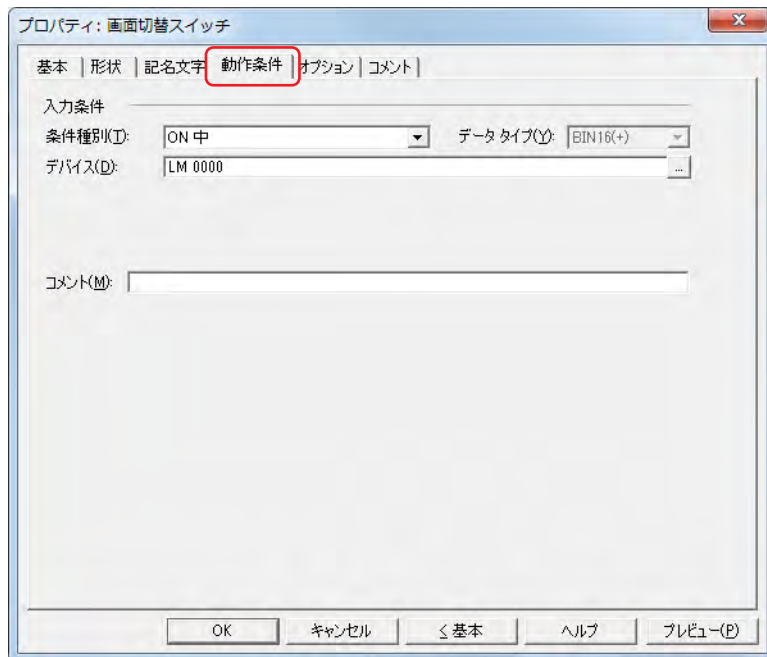 プロパティ: 画面切替スイッチ
基本 | 形状 | 記名文字 動作条件 | オプション | コメント |
入力条件
条件種別(T): ON 中 データ タイプ(Y): BIN16(+)
デバイス(D): LM 0000 ...
コメント(M):
OK キャンセル < 基本 ヘルプ プレビュー(P)